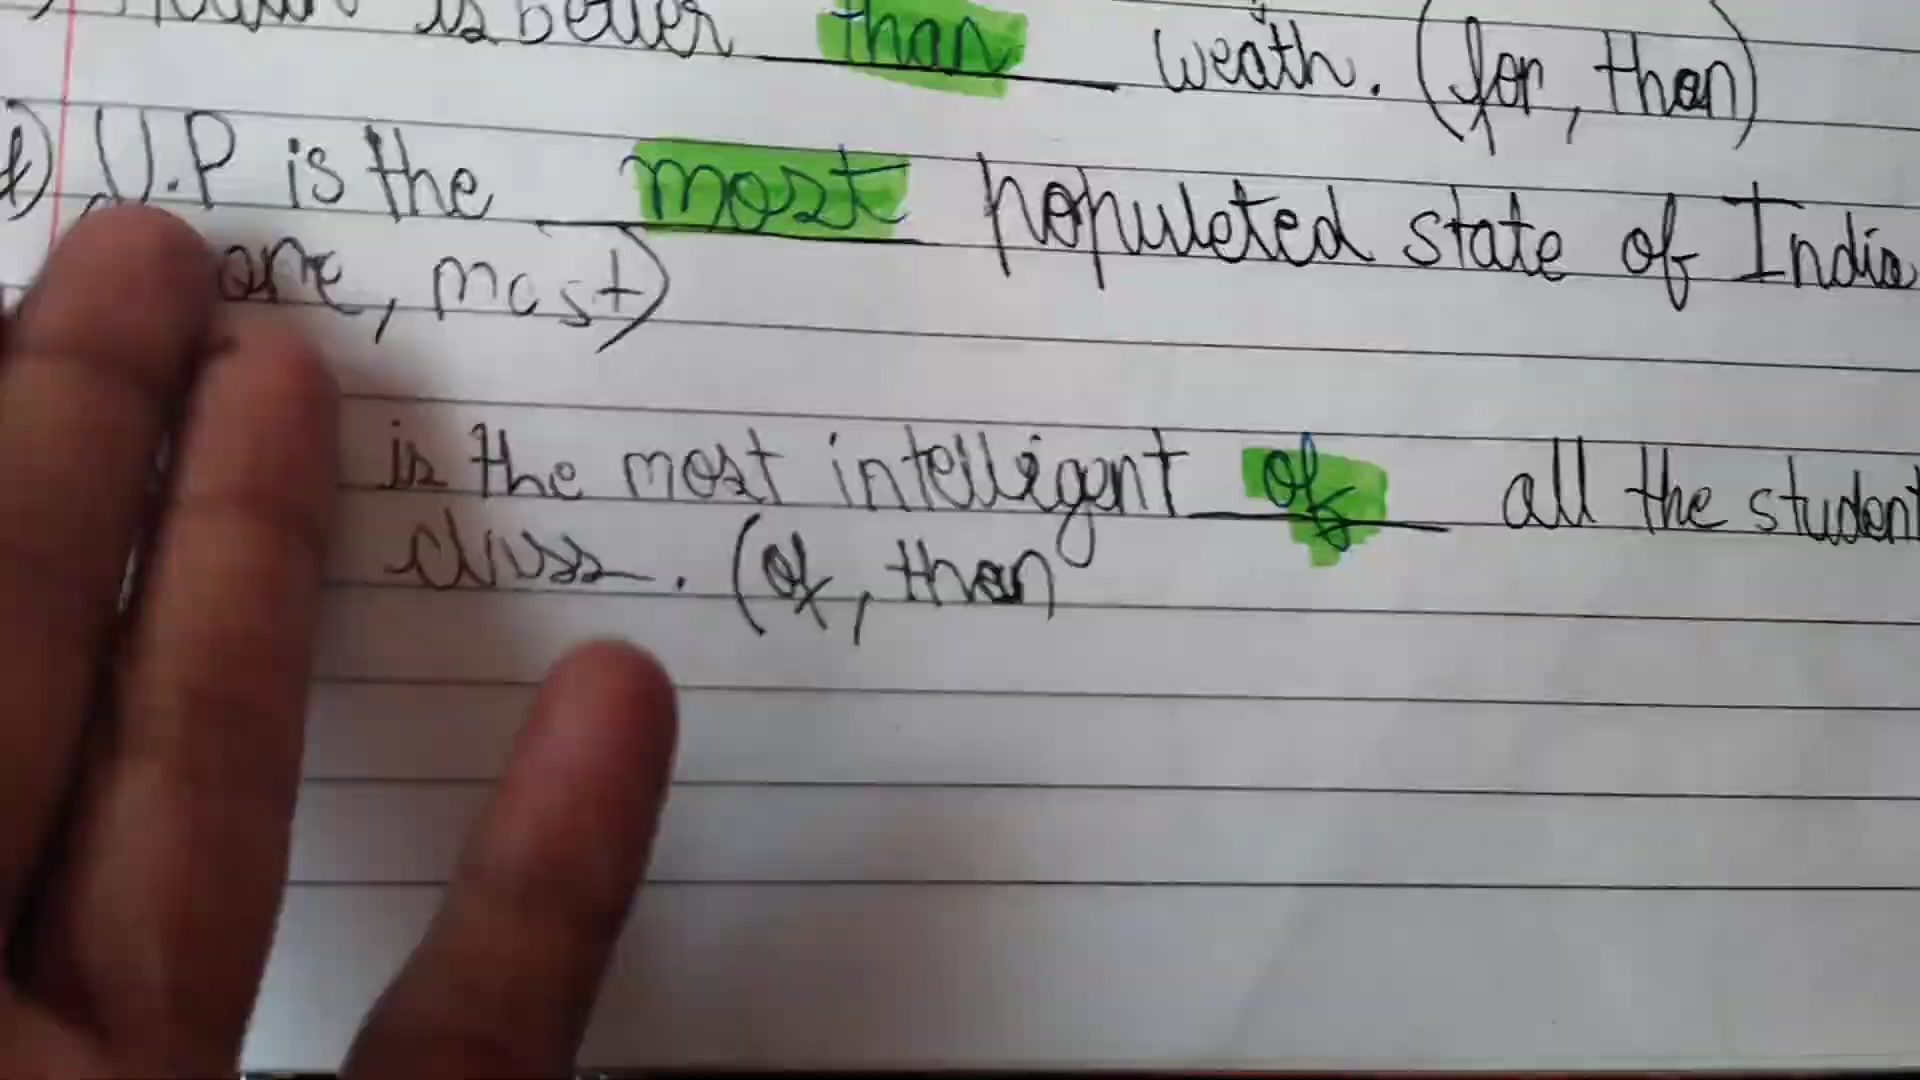 is better than weath. (for, than)
f) U.P is the most populeted state of India
most)
is the most intelligent of all the student
class. (of, than